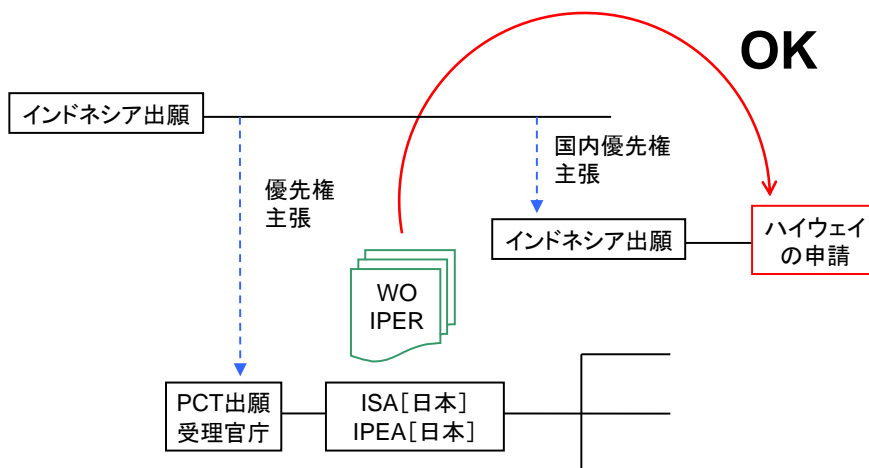 OK
インドネシア出願
国内優先権
主張
優先権
主張
インドネシア出願
ハイウェイ
の申請
WO
IPER
PCT出願
受理官庁
ISA[日本]
IPEA[日本]